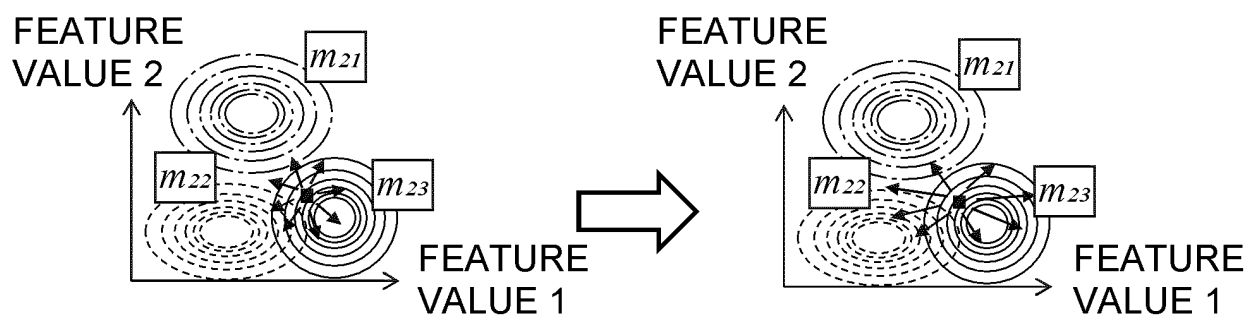 FEATURE
VALUE 2
m21
m22
m23
FEATURE
VALUE 1
FEATURE
VALUE 2
m21
m22
m23
FEATURE
VALUE 1